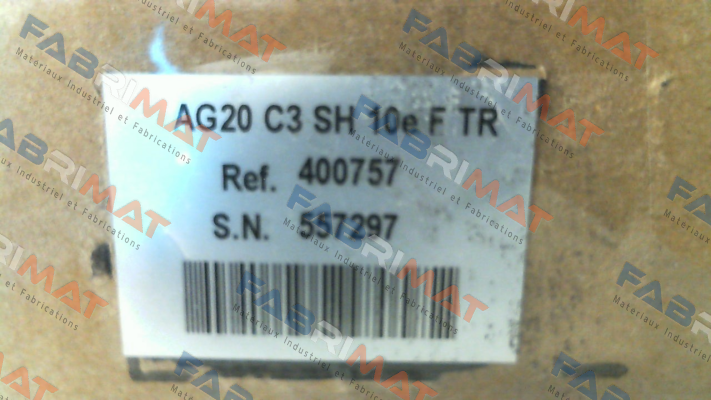 AG20 C3 SH 10e F TR
Ref. 400757
S.N. 557297
FABRIMAT
Materiaux Industriel et Fabrications